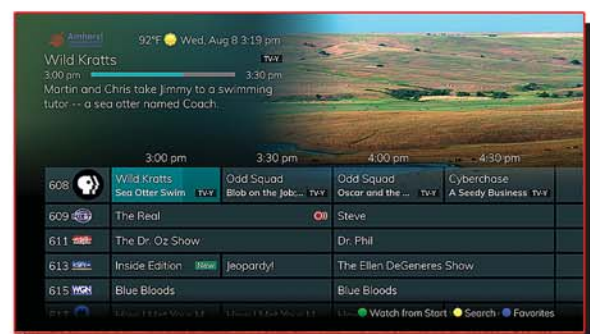 Amherst 92°F Wed, Aug 8 3:19 pm
Wild Kratts TV-Y
3:00 pm 3:30 pm
Martin and Chris take Jimmy to a swimming
tutor -- a sea otter named Coach.
3:00 pm 3:30 pm 4:00 pm 4:30 pm
608 Wild Kratts Odd Squad Odd Squad Cyberchase
Sea Otter Swim TV-Y Blob on the Job;... TV-Y Oscar and the ... TV-Y A Seedy Business TV-Y
609 The Real Steve
611 The Dr. Oz Show Dr. Phil
613 Inside Edition New Jeopardy! The Ellen DeGeneres Show
615 WGN Blue Bloods Blue Bloods
Watch from Start Search Favorites